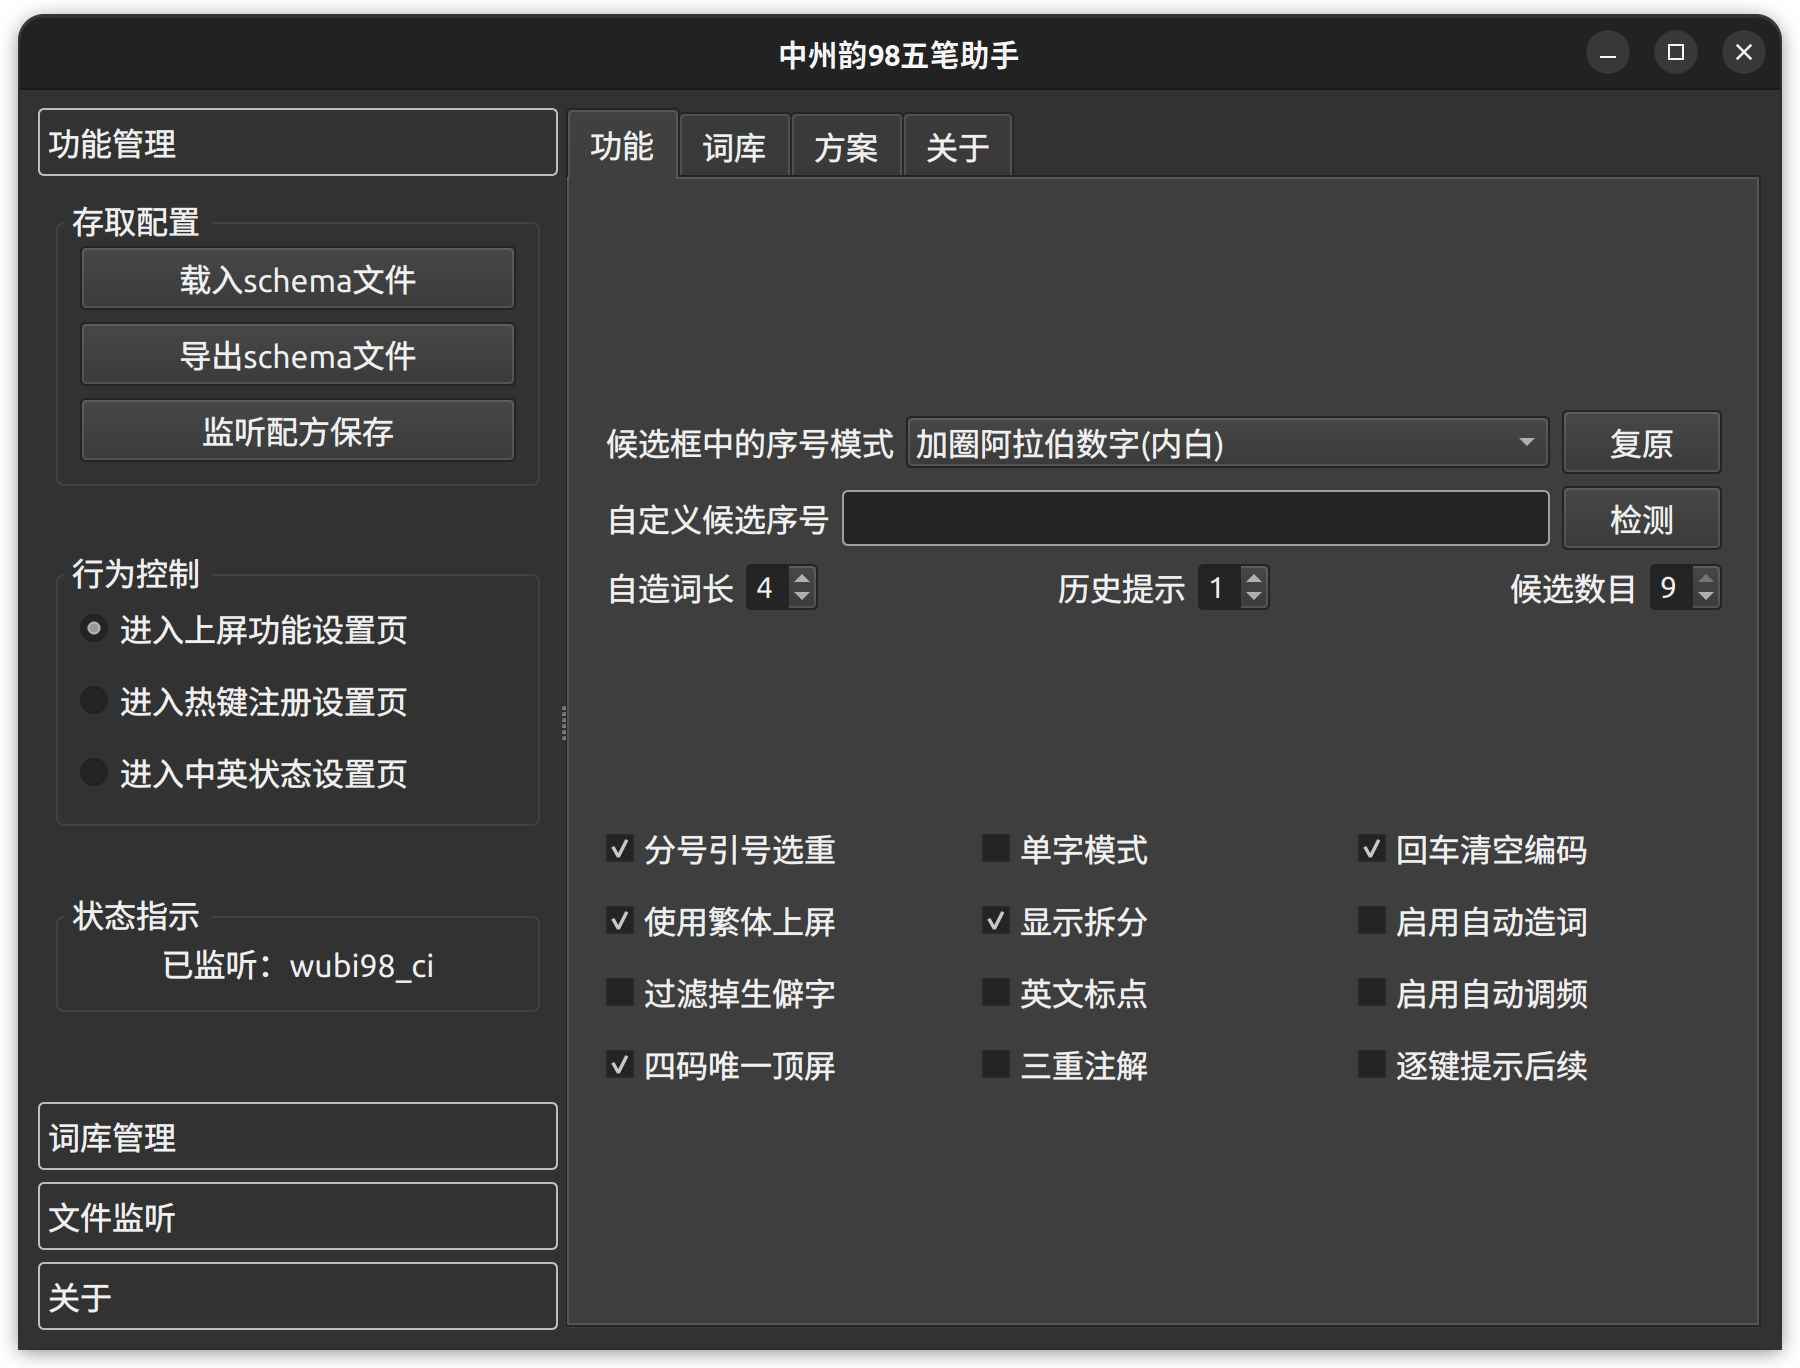 中州韵98五笔助手
功能管理
存取配置
载入schema文件
导出schema文件
监听配方保存
行为控制
进入上屏功能设置页
进入热键注册设置页
进入中英状态设置页
状态指示
已监听：wubi98_ci
词库管理
文件监听
关于
功能 词库 方案 关于
候选框中的序号模式 加圈阿拉伯数字(内白) 复原
自定义候选序号 检测
自造词长 4 历史提示 1 候选数目 9
分号引号选重 单字模式 回车清空编码
使用繁体上屏 显示拆分 启用自动造词
过滤掉生僻字 英文标点 启用自动调频
四码唯一顶屏 三重注解 逐键提示后续